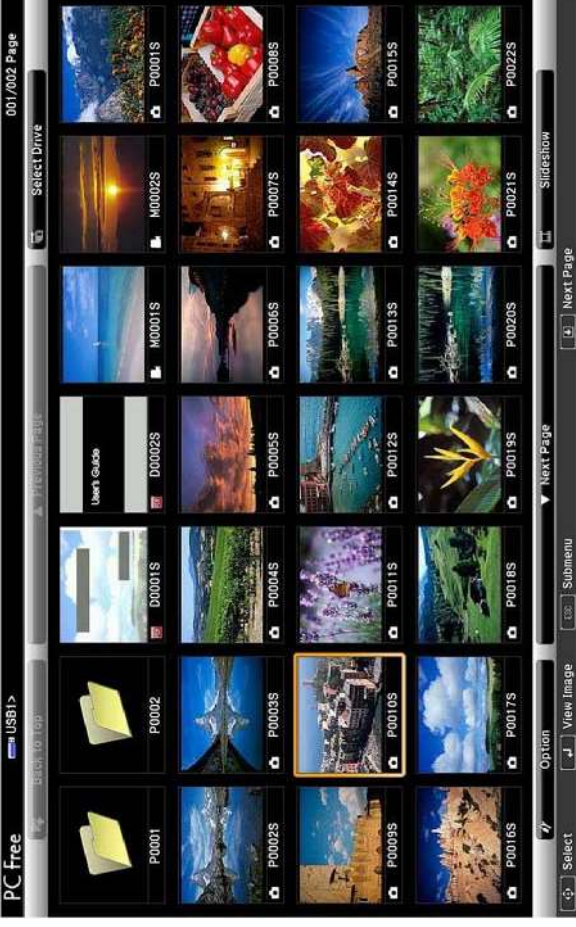 PC Free USB1> 001/002 Page
Back to Top ▲ Previous Page Select Drive
User's Guide
P0001 P0002 D0001S D0002S M0001S M0002S P0001S
P0002S P0003S P0004S P0005S P0006S P0007S P0008S
P0009S P0010S P0011S P0012S P0013S P0014S P0015S
P0016S P0017S P0018S P0019S P0020S P0021S P0022S
Option ▼ Next Page Slideshow
Select View Image Esc Submenu Next Page